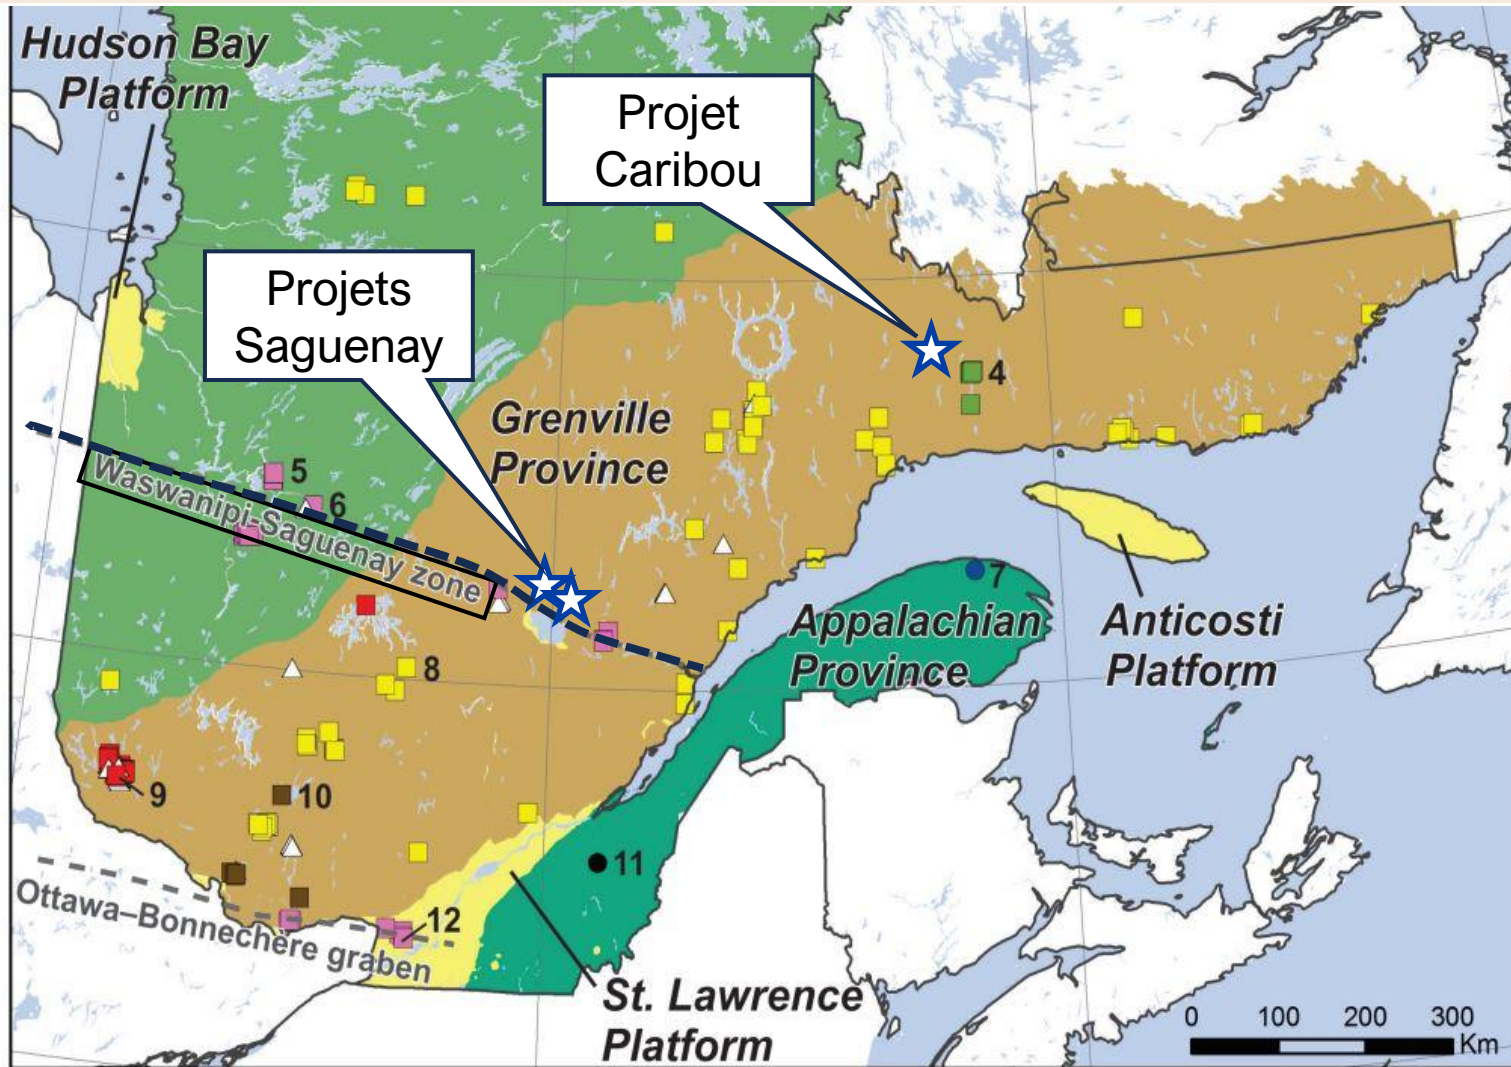 Hudson Bay
Platform
Projet
Caribou
Projets
Saguenay
4
Grenville
Province
5
6
Waswanipi-Saguenay zone
7
Appalachian
Province
Anticosti
Platform
8
9
10
11
Ottawa–Bonnechère graben
12
St. Lawrence
Platform
0 100 200 300
Km